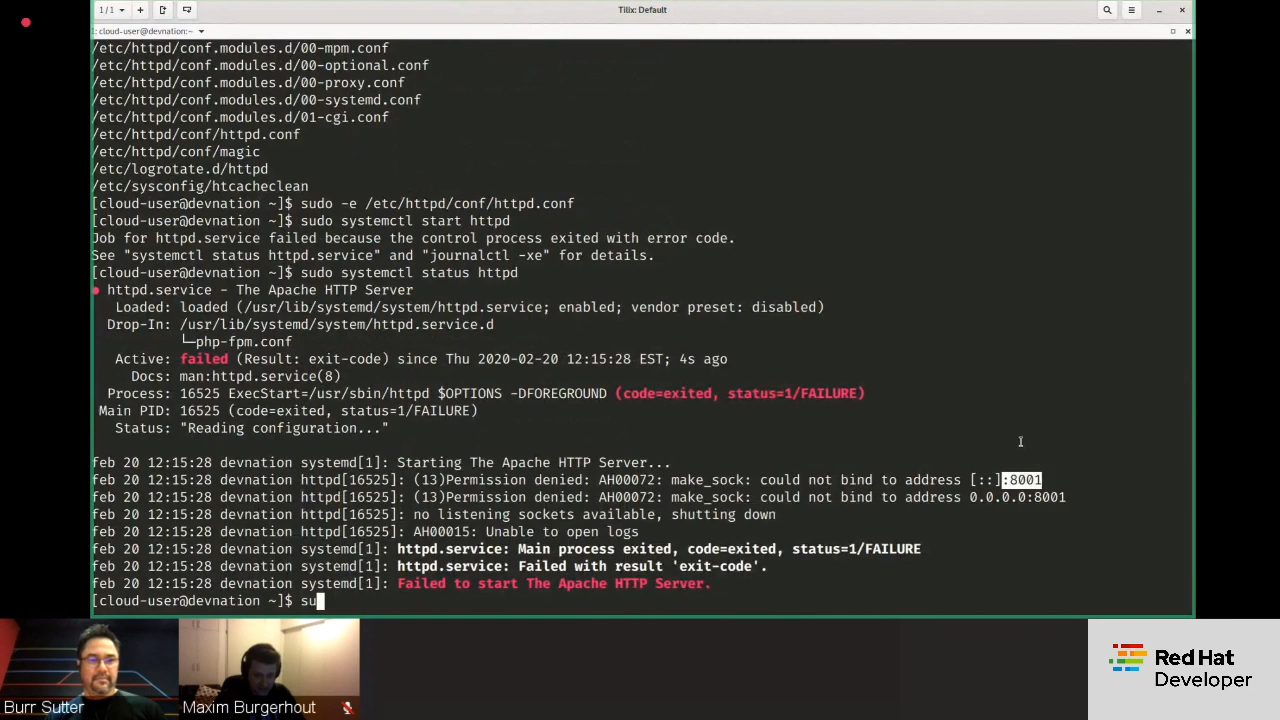 1/1
Tilix: Default
: cloud-user@devnation:~
/etc/httpd/conf.modules.d/00-mpm.conf
/etc/httpd/conf.modules.d/00-optional.conf
/etc/httpd/conf.modules.d/00-proxy.conf
/etc/httpd/conf.modules.d/00-systemd.conf
/etc/httpd/conf.modules.d/01-cgi.conf
/etc/httpd/conf/httpd.conf
/etc/httpd/conf/magic
/etc/logrotate.d/httpd
/etc/sysconfig/htcacheclean
[cloud-user@devnation ~]$ sudo -e /etc/httpd/conf/httpd.conf
[cloud-user@devnation ~]$ sudo systemctl start httpd
Job for httpd.service failed because the control process exited with error code.
See "systemctl status httpd.service" and "journalctl -xe" for details.
[cloud-user@devnation ~]$ sudo systemctl status httpd
● httpd.service - The Apache HTTP Server
Loaded: loaded (/usr/lib/systemd/system/httpd.service; enabled; vendor preset: disabled)
Drop-In: /usr/lib/systemd/system/httpd.service.d
└─php-fpm.conf
Active: failed (Result: exit-code) since Thu 2020-02-20 12:15:28 EST; 4s ago
Docs: man:httpd.service(8)
Process: 16525 ExecStart=/usr/sbin/httpd $OPTIONS -DFOREGROUND (code=exited, status=1/FAILURE)
Main PID: 16525 (code=exited, status=1/FAILURE)
Status: "Reading configuration..."
feb 20 12:15:28 devnation systemd[1]: Starting The Apache HTTP Server...
feb 20 12:15:28 devnation httpd[16525]: (13)Permission denied: AH00072: make_sock: could not bind to address [::]:8001
feb 20 12:15:28 devnation httpd[16525]: (13)Permission denied: AH00072: make_sock: could not bind to address 0.0.0.0:8001
feb 20 12:15:28 devnation httpd[16525]: no listening sockets available, shutting down
feb 20 12:15:28 devnation httpd[16525]: AH00015: Unable to open logs
feb 20 12:15:28 devnation systemd[1]: httpd.service: Main process exited, code=exited, status=1/FAILURE
feb 20 12:15:28 devnation systemd[1]: httpd.service: Failed with result 'exit-code'.
feb 20 12:15:28 devnation systemd[1]: Failed to start The Apache HTTP Server.
[cloud-user@devnation ~]$ su
Burr Sutter
Maxim Burgerhout
Red Hat
Developer